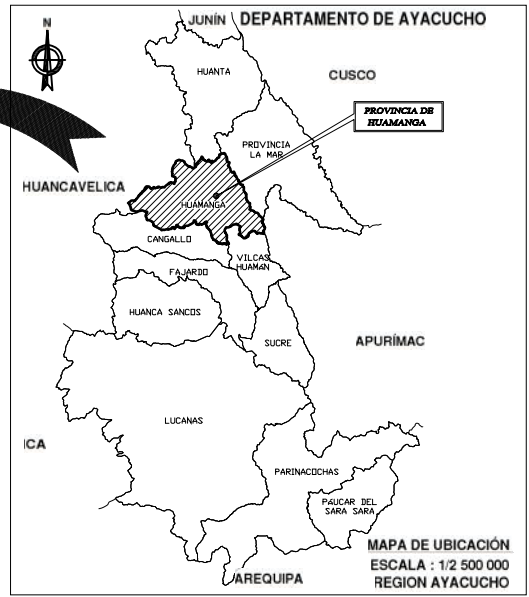 JUNÍN
DEPARTAMENTO DE AYACUCHO
N
HUANTA
CUSCO
PROVINCIA DE
HUAMANGA
PROVINCIA
LA MAR
HUANCAVELICA
HUAMANGA
CANGALLO
VILCAS
HUAMAN
FAJARDO
HUANCA SANCOS
SUCRE
APURÍMAC
LUCANAS
ICA
PARINACOCHAS
PAUCAR DEL
SARA SARA
MAPA DE UBICACIÓN
ESCALA : 1/2 500 000
REGION AYACUCHO
AREQUIPA